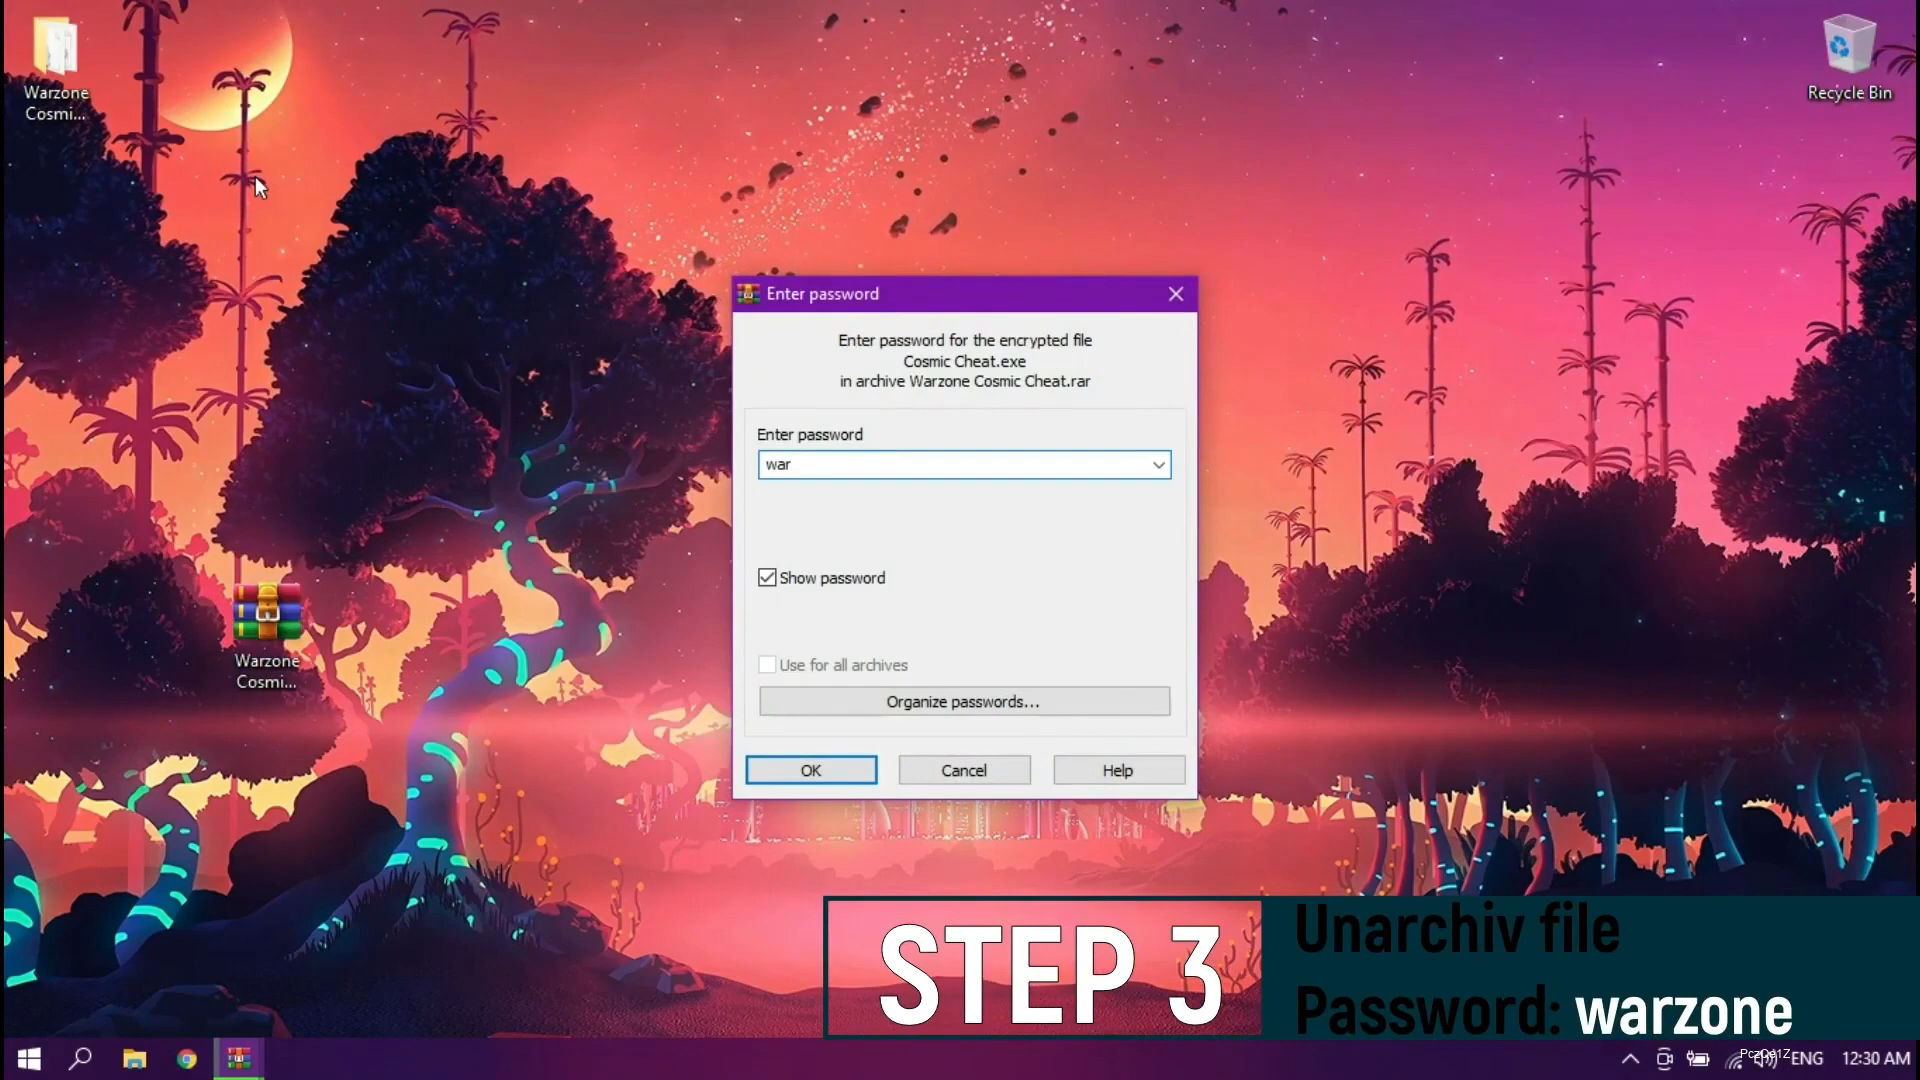 Warzone
Cosmi...
Recycle Bin
Enter password
Enter password for the encrypted file
Cosmic Cheat.exe
in archive Warzone Cosmic Cheat.rar
Enter password
war
Show password
Use for all archives
Organize passwords...
OK
Cancel
Help
Warzone
Cosmi...
STEP 3
Unarchiv file
Password: warzone
ENG
12:30 AM